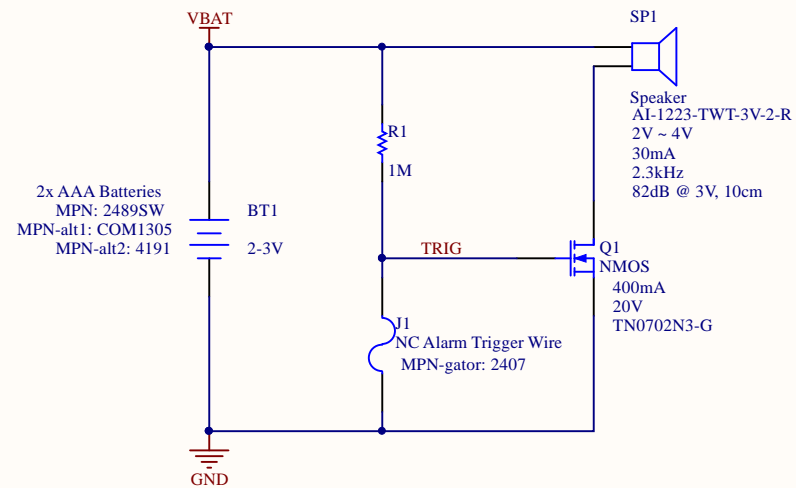 VBAT
SP1
Speaker
AI-1223-TWT-3V-2-R
2V ~ 4V
30mA
2.3kHz
82dB @ 3V, 10cm
R1
1M
2x AAA Batteries
MPN: 2489SW
MPN-alt1: COM1305
MPN-alt2: 4191
BT1
2-3V
TRIG
Q1
NMOS
400mA
20V
TN0702N3-G
J1
NC Alarm Trigger Wire
MPN-gator: 2407
GND